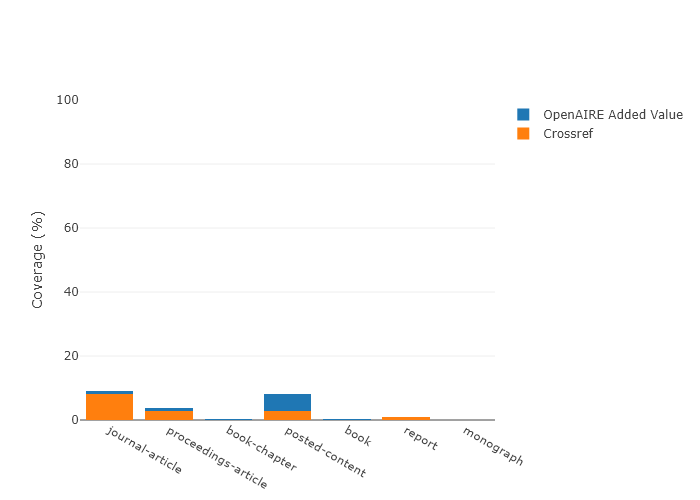 100
80
60
40
20
0
Coverage (%)
journal-article
proceedings-article
book-chapter
posted-content
book
report
monograph
OpenAIRE Added Value
Crossref